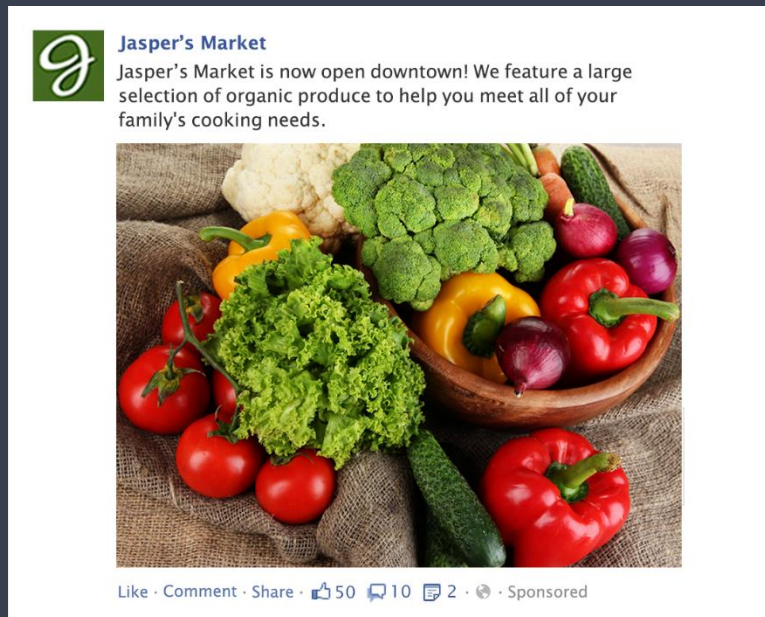 Jasper’s Market
Jasper’s Market is now open downtown! We feature a large
selection of organic produce to help you meet all of your
family's cooking needs.
Like · Comment · Share · 50 10 2 · · Sponsored